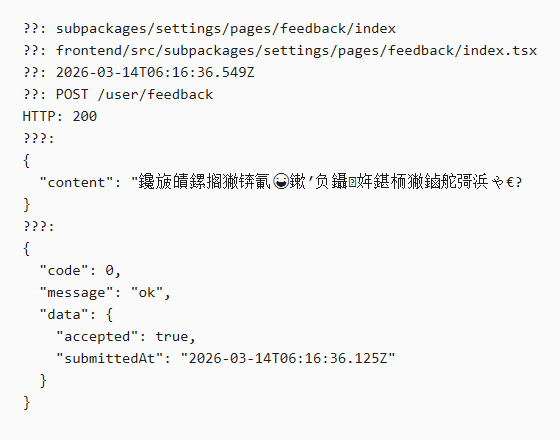 ??: subpackages/settings/pages/feedback/index
??: frontend/src/subpackages/settings/pages/feedback/index.tsx
??: 2026-03-14T06:16:36.549Z
??: POST /user/feedback
HTTP: 200
???:
{
"content":
}
???:
{
"code": 0,
"message": "ok",
"data": {
"accepted": true,
"submittedAt": "2026-03-14T06:16:36.125Z"
}
}